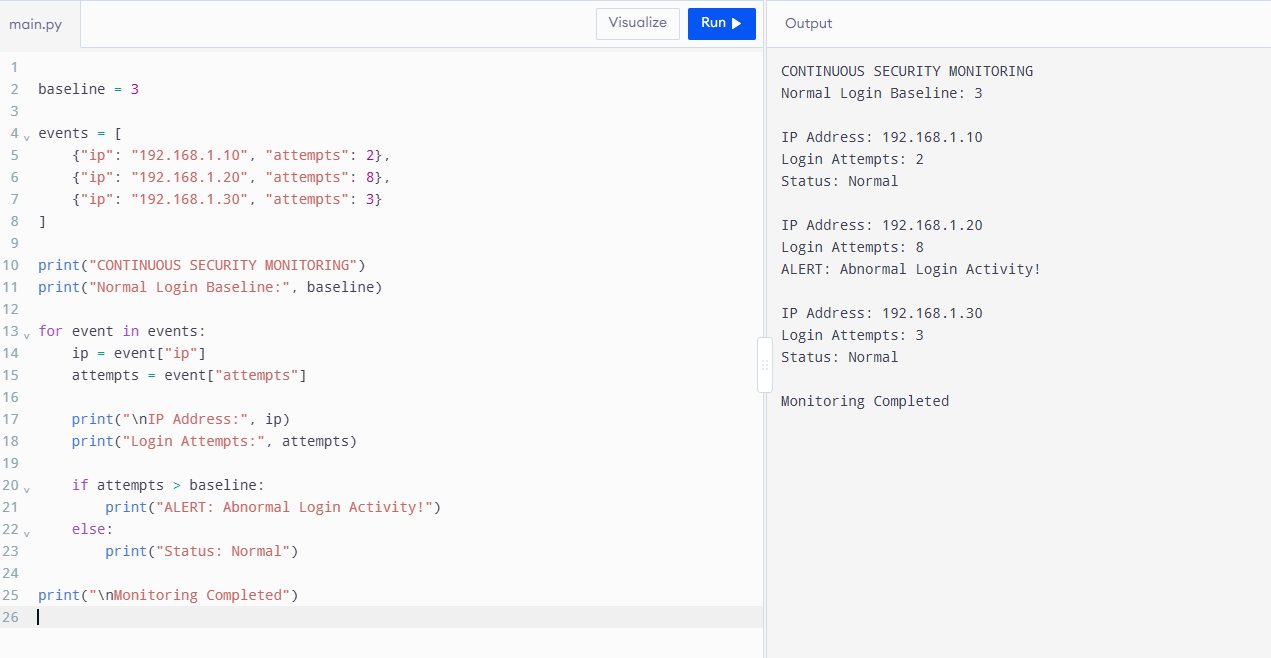 main.py
Visualize
Run
Output
1
2 baseline = 3
3
4 events = [
5     {"ip": "192.168.1.10", "attempts": 2},
6     {"ip": "192.168.1.20", "attempts": 8},
7     {"ip": "192.168.1.30", "attempts": 3}
8 ]
9
10 print("CONTINUOUS SECURITY MONITORING")
11 print("Normal Login Baseline:", baseline)
12
13 for event in events:
14     ip = event["ip"]
15     attempts = event["attempts"]
16
17     print("\nIP Address:", ip)
18     print("Login Attempts:", attempts)
19
20     if attempts > baseline:
21         print("ALERT: Abnormal Login Activity!")
22     else:
23         print("Status: Normal")
24
25 print("\nMonitoring Completed")
26
CONTINUOUS SECURITY MONITORING
Normal Login Baseline: 3
IP Address: 192.168.1.10
Login Attempts: 2
Status: Normal
IP Address: 192.168.1.20
Login Attempts: 8
ALERT: Abnormal Login Activity!
IP Address: 192.168.1.30
Login Attempts: 3
Status: Normal
Monitoring Completed